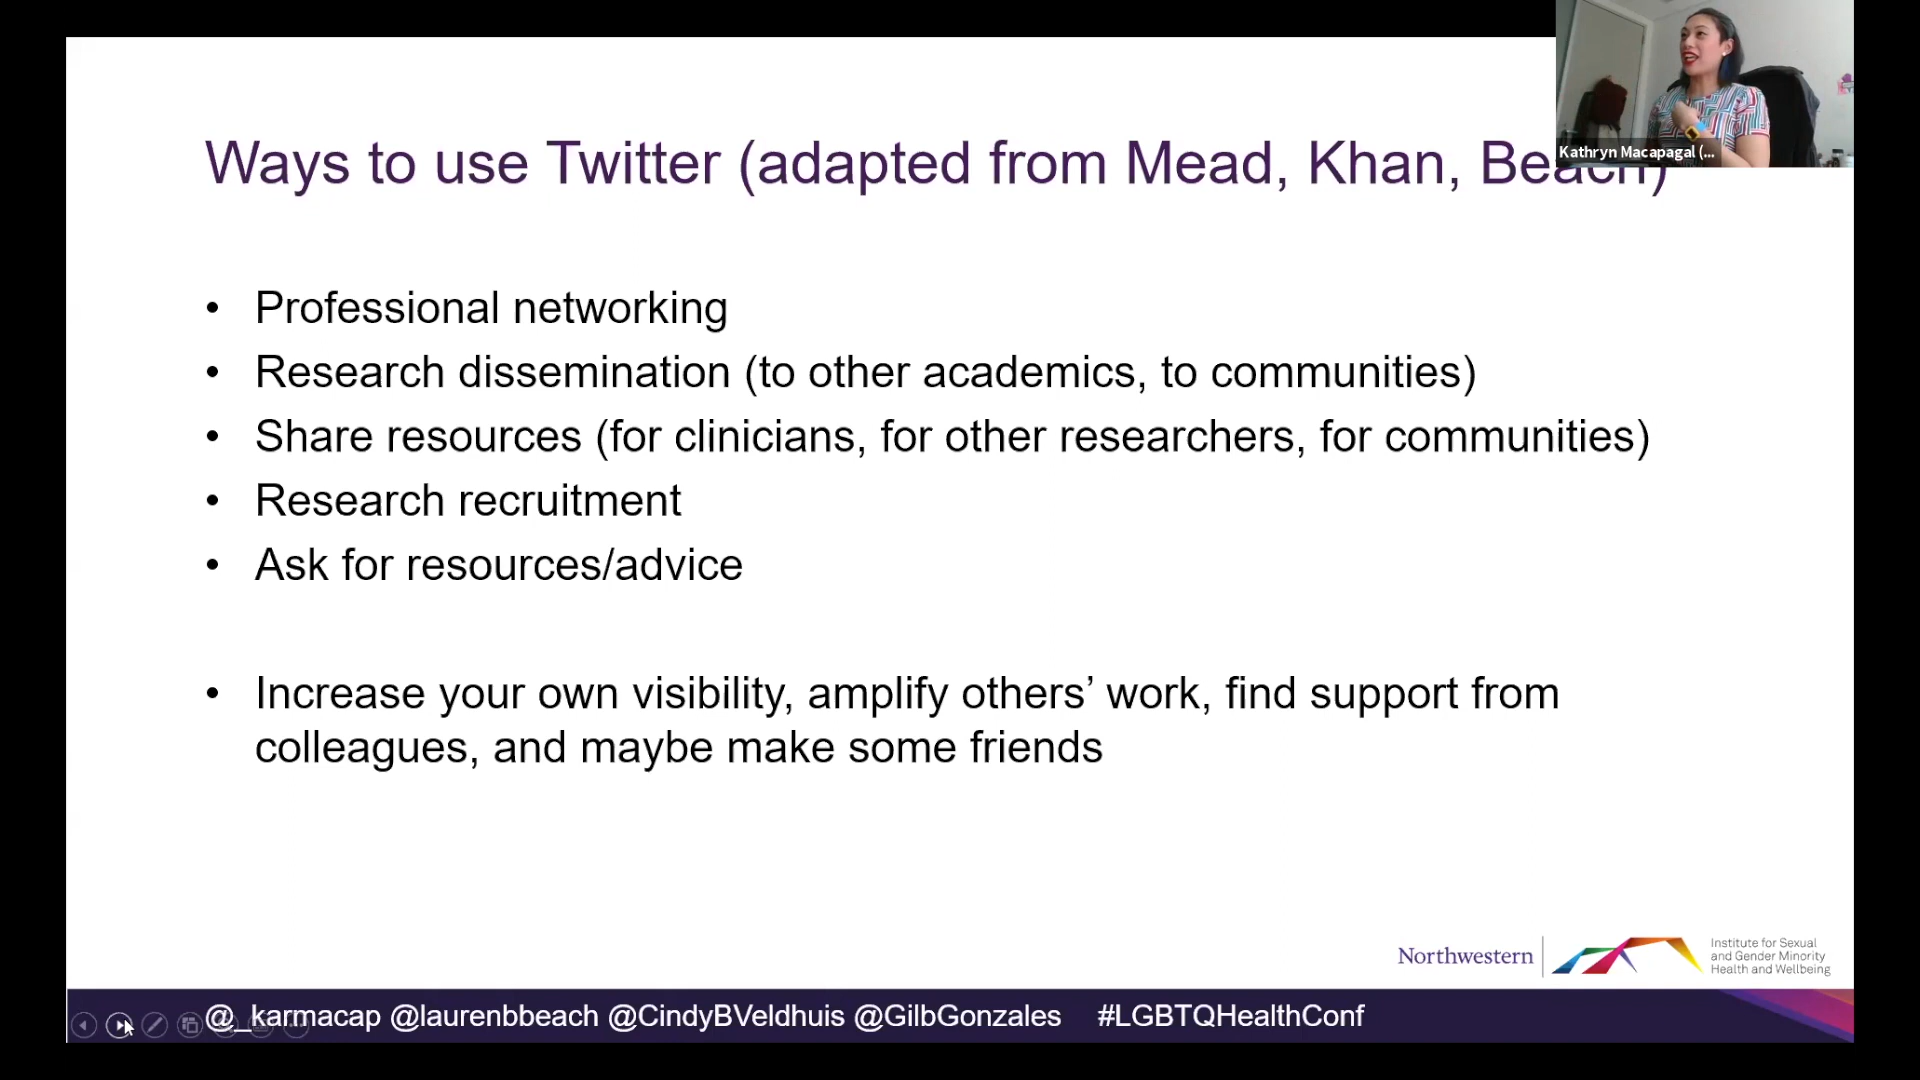 Kathryn Macapagal (...
Ways to use Twitter (adapted from Mead, Khan, Beach)
• Professional networking
• Research dissemination (to other academics, to communities)
• Share resources (for clinicians, for other researchers, for communities)
• Research recruitment
• Ask for resources/advice
• Increase your own visibility, amplify others’ work, find support from
colleagues, and maybe make some friends
Northwestern
Institute for Sexual
and Gender Minority
Health and Wellbeing
@_karmacap @laurenbbeach @CindyBVeldhuis @GilbGonzales #LGBTQHealthConf